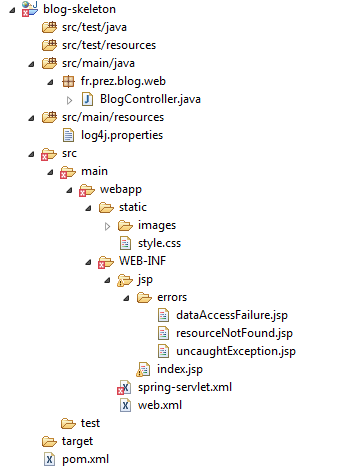 blog-skeleton
src/test/java
src/test/resources
src/main/java
fr.prez.blog.web
BlogController.java
src/main/resources
log4j.properties
src
main
webapp
static
images
style.css
WEB-INF
jsp
errors
dataAccessFailure.jsp
resourceNotFound.jsp
uncaughtException.jsp
index.jsp
spring-servlet.xml
web.xml
test
target
pom.xml